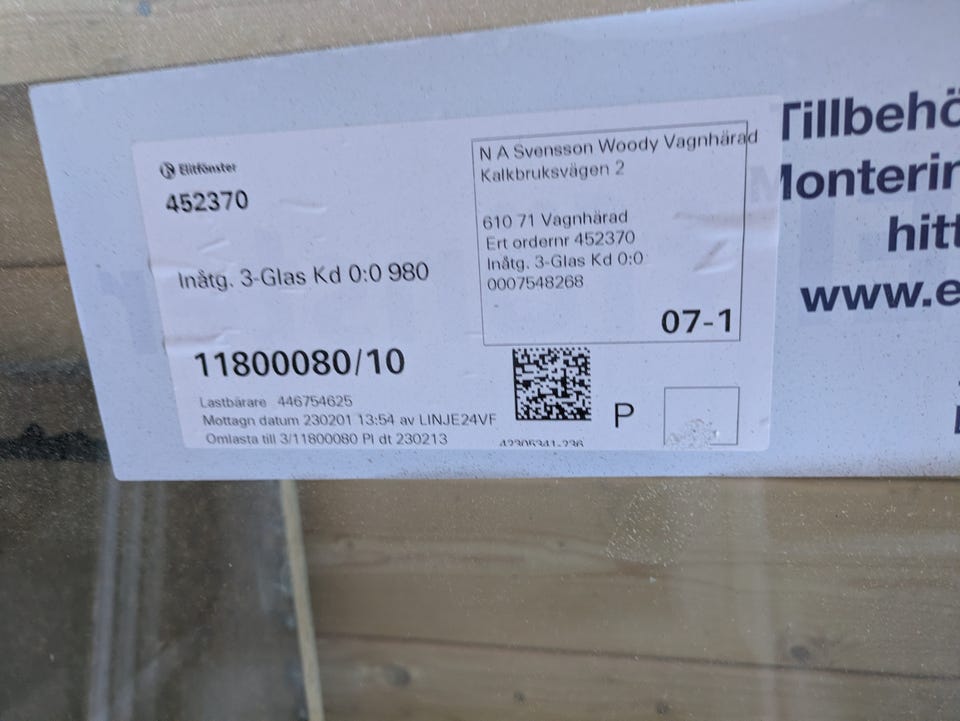 Elitfönster
452370
Inåtg. 3-Glas Kd 0:0 980
11800080/10
Lastbärare 446754625
Mottagn datum 230201 13:54 av LINJE24VF
Omlasta till 3/11800080 Pl dt 230213
N A Svensson Woody Vagnhärad
Kalkbruksvägen 2
610 71 Vagnhärad
Ert ordernr 452370
Inåtg. 3-Glas Kd 0:0
0007548268
07-1
P
42305341-236
Tillbehö
Monterin
hitt
www.e